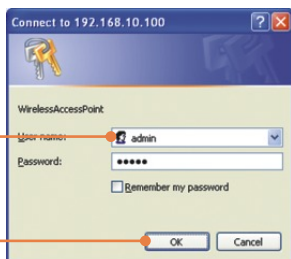 Connect to 192.168.10.100
WirelessAccessPoint
User name: admin
Password: •••••
Remember my password
OK Cancel